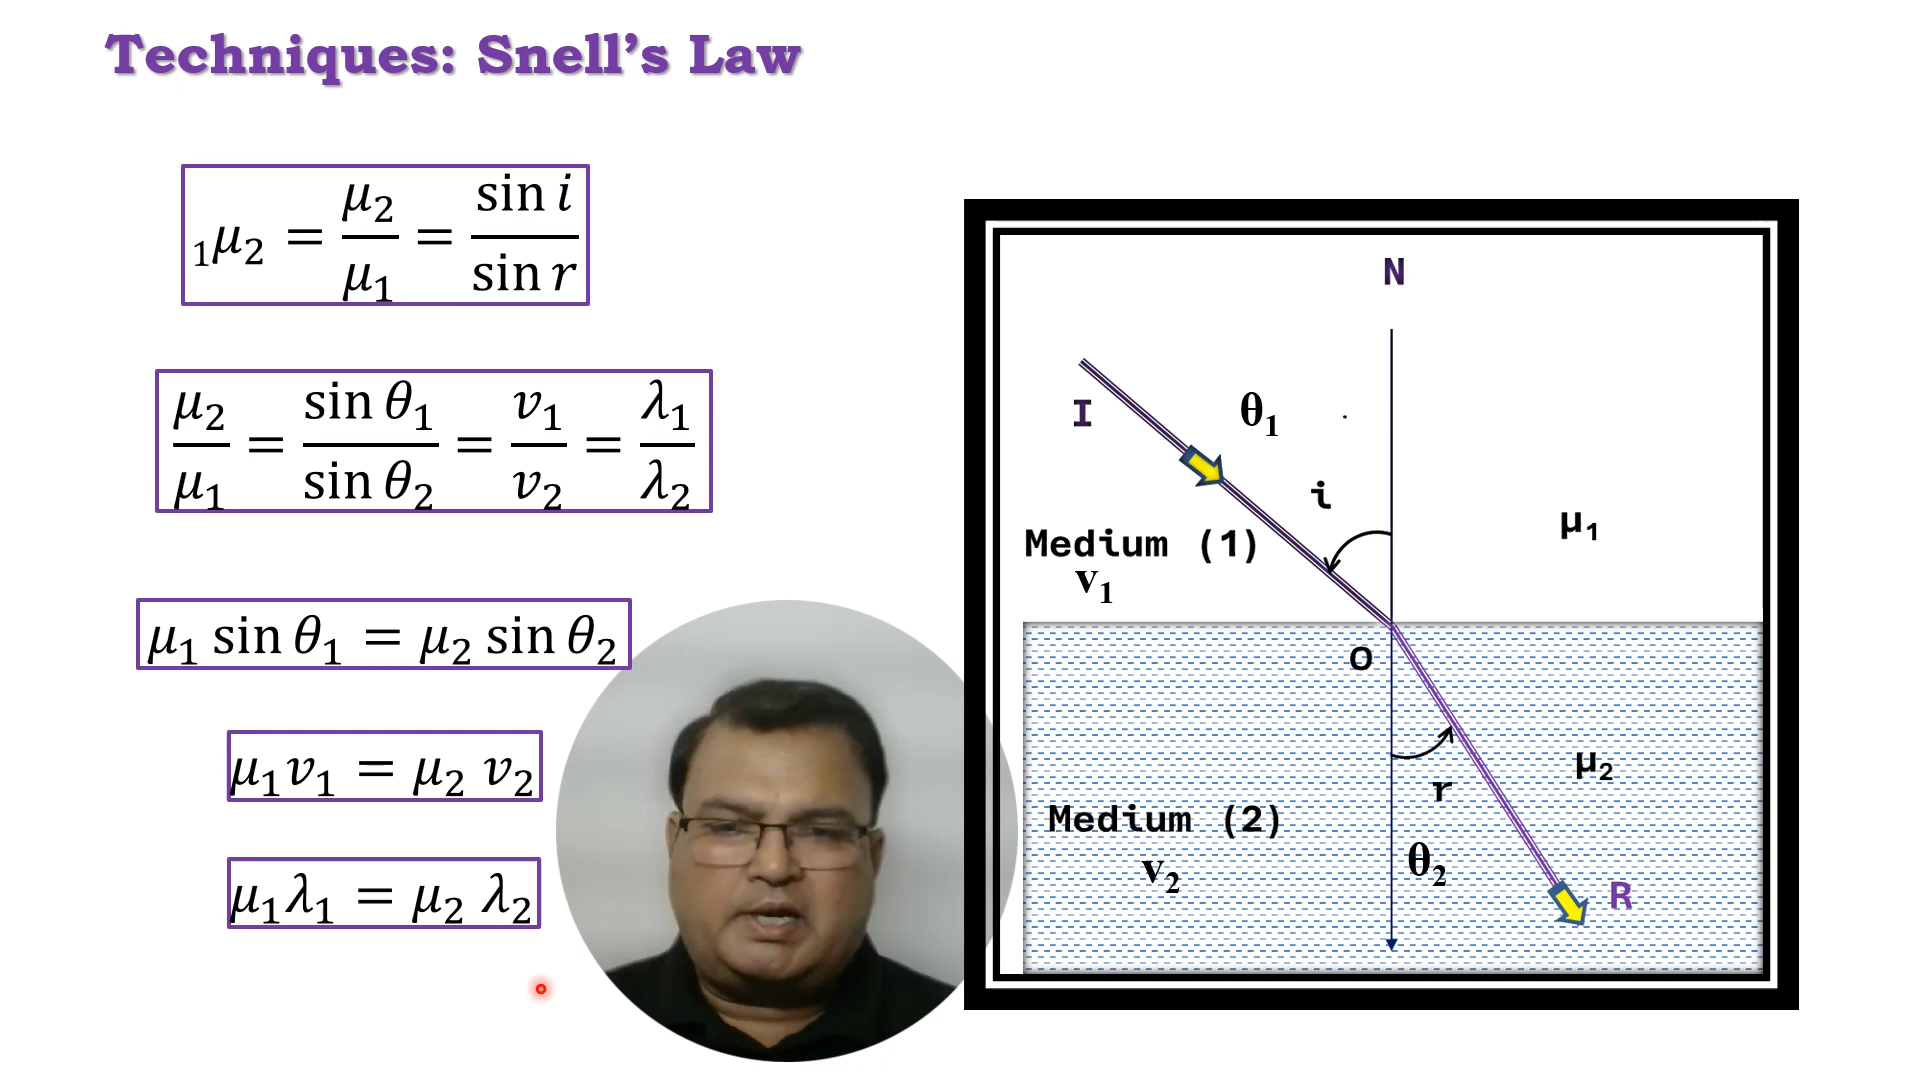 Techniques: Snell’s Law
₁μ₂ = μ₂/μ₁ = sin i/sin r
μ₂/μ₁ = sin θ₁/sin θ₂ = v₁/v₂ = λ₁/λ₂
μ₁ sin θ₁ = μ₂ sin θ₂
μ₁v₁ = μ₂ v₂
μ₁λ₁ = μ₂ λ₂
N
I
θ₁
i
μ₁
Medium (1)
v₁
O
μ₂
r
Medium (2)
v₂
θ₂
R